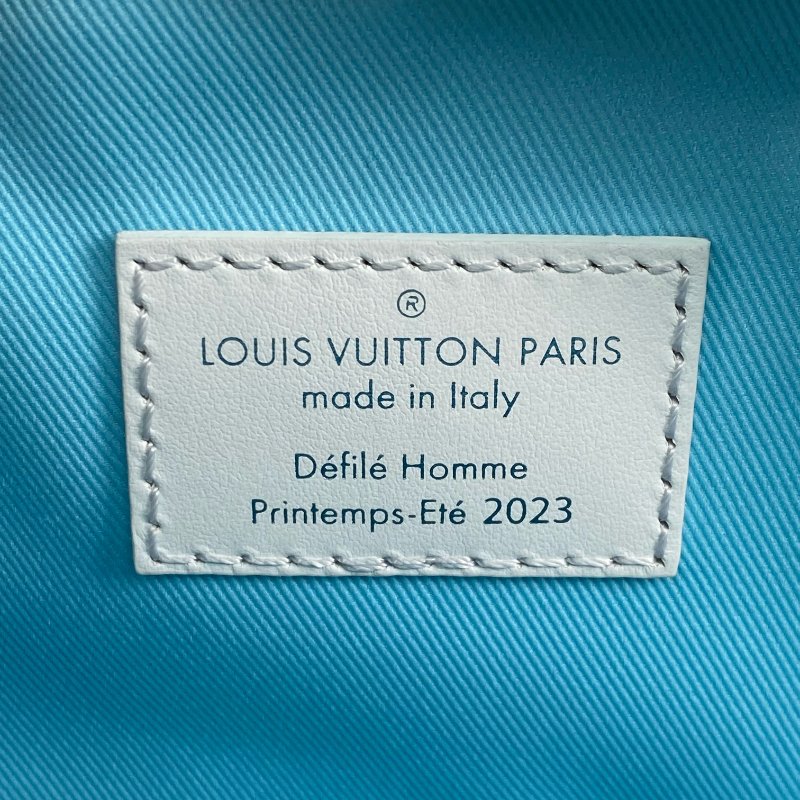 ®
LOUIS VUITTON PARIS
made in Italy
Défilé Homme
Printemps-Eté 2023